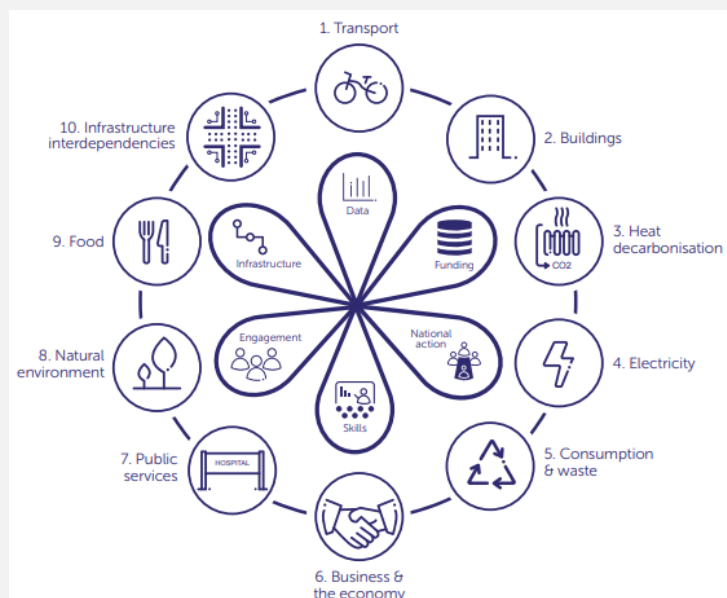 1. Transport
2. Buildings
3. Heat
decarbonisation
CO2
4. Electricity
5. Consumption
& waste
6. Business &
the economy
7. Public
services
HOSPITAL
8. Natural
environment
9. Food
10. Infrastructure
interdependencies
Data
Funding
National
action
Skills
Engagement
Infrastructure